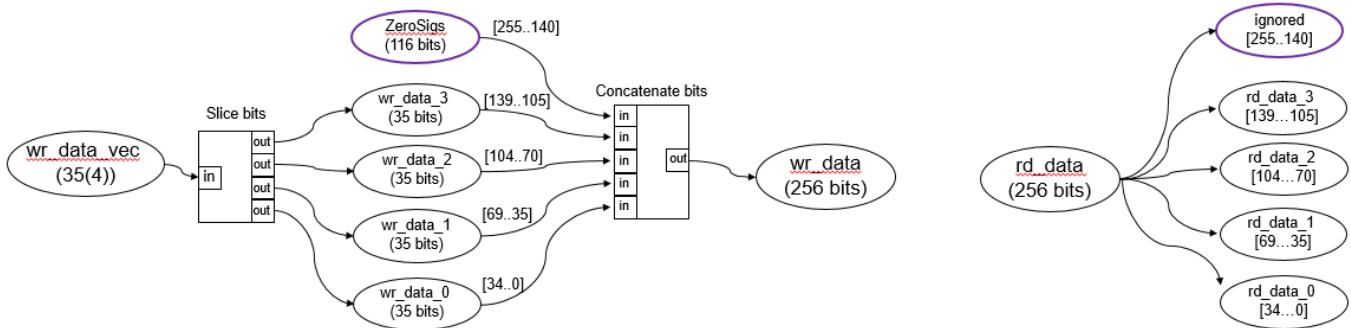 wr_data_vec
(35(4))
Slice bits
in
out
out
out
out
ZeroSigs
(116 bits)
wr_data_3
(35 bits)
wr_data_2
(35 bits)
wr_data_1
(35 bits)
wr_data_0
(35 bits)
[255..140]
[139..105]
[104..70]
[69..35]
[34..0]
Concatenate bits
in
in
in
in
in
out
wr_data
(256 bits)
rd_data
(256 bits)
ignored
[255..140]
rd_data_3
[139...105]
rd_data_2
[104...70]
rd_data_1
[69...35]
rd_data_0
[34...0]